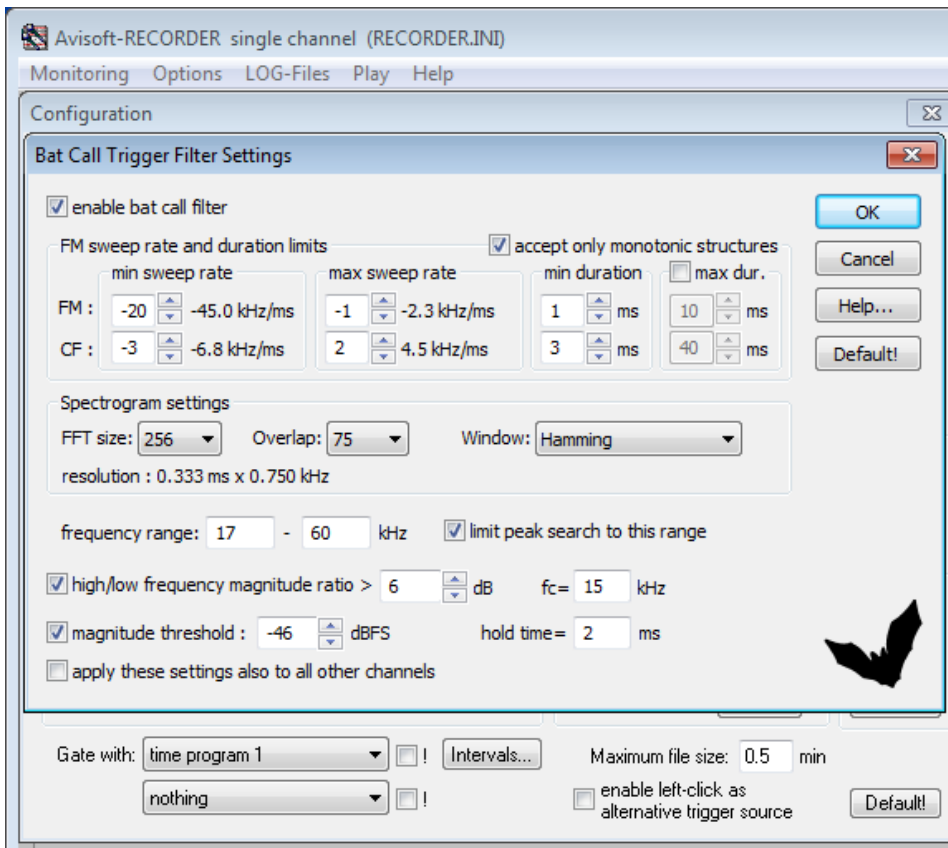 Avisoft-RECORDER single channel (RECORDER.INI)
Monitoring Options LOG-Files Play Help
Configuration
Bat Call Trigger Filter Settings
enable bat call filter
OK
FM sweep rate and duration limits accept only monotonic structures
Cancel
min sweep rate max sweep rate min duration max dur.
FM : -20 -45.0 kHz/ms -1 -2.3 kHz/ms 1 ms 10 ms
Help...
CF : -3 -6.8 kHz/ms 2 4.5 kHz/ms 3 ms 40 ms
Default!
Spectrogram settings
FFT size: 256 Overlap: 75 Window: Hamming
resolution : 0.333 ms x 0.750 kHz
frequency range: 17 - 60 kHz limit peak search to this range
high/low frequency magnitude ratio > 6 dB fc= 15 kHz
magnitude threshold : -46 dBFS hold time= 2 ms
apply these settings also to all other channels
Gate with: time program 1 ! Intervals... Maximum file size: 0.5 min
nothing ! enable left-click as
alternative trigger source
Default!